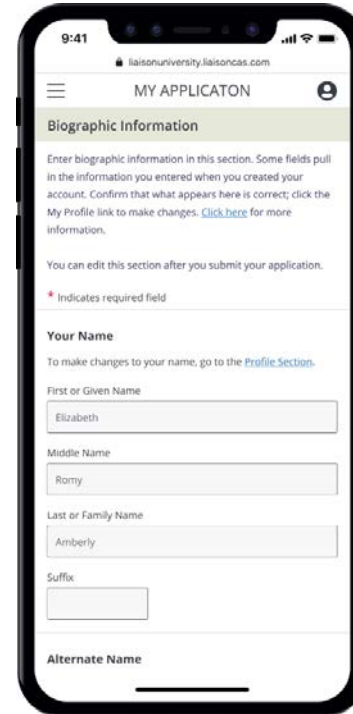 9:41
liaisonuniversity.liaisoncas.com
MY APPLICATON
Biographic Information
Enter biographic information in this section. Some fields pull
in the information you entered when you created your
account. Confirm that what appears here is correct; click the
My Profile link to make changes. Click here for more
information.
You can edit this section after you submit your application.
* Indicates required field
Your Name
To make changes to your name, go to the Profile Section.
First or Given Name
Elizabeth
Middle Name
Romy
Last or Family Name
Amberly
Suffix
Alternate Name